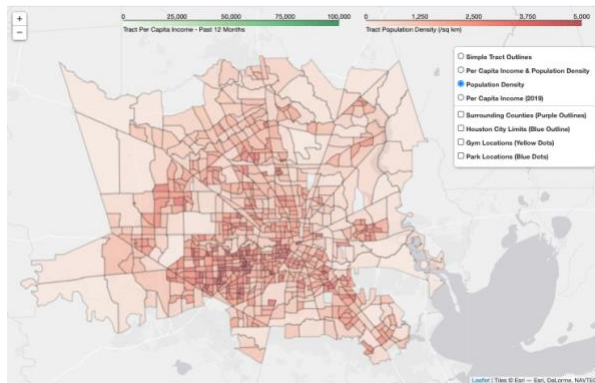 +
−
0 25,000 50,000 75,000 100,000
Tract Per Capita Income - Past 12 Months
0 1,250 2,500 3,750 5,000
Tract Population Density (/sq km)
Simple Tract Outlines
Per Capita Income & Population Density
Population Density
Per Capita Income (2019)
Surrounding Counties (Purple Outlines)
Houston City Limits (Blue Outline)
Gym Locations (Yellow Dots)
Park Locations (Blue Dots)
Leaflet | Tiles © Esri — Esri, DeLorme, NAVTEQ